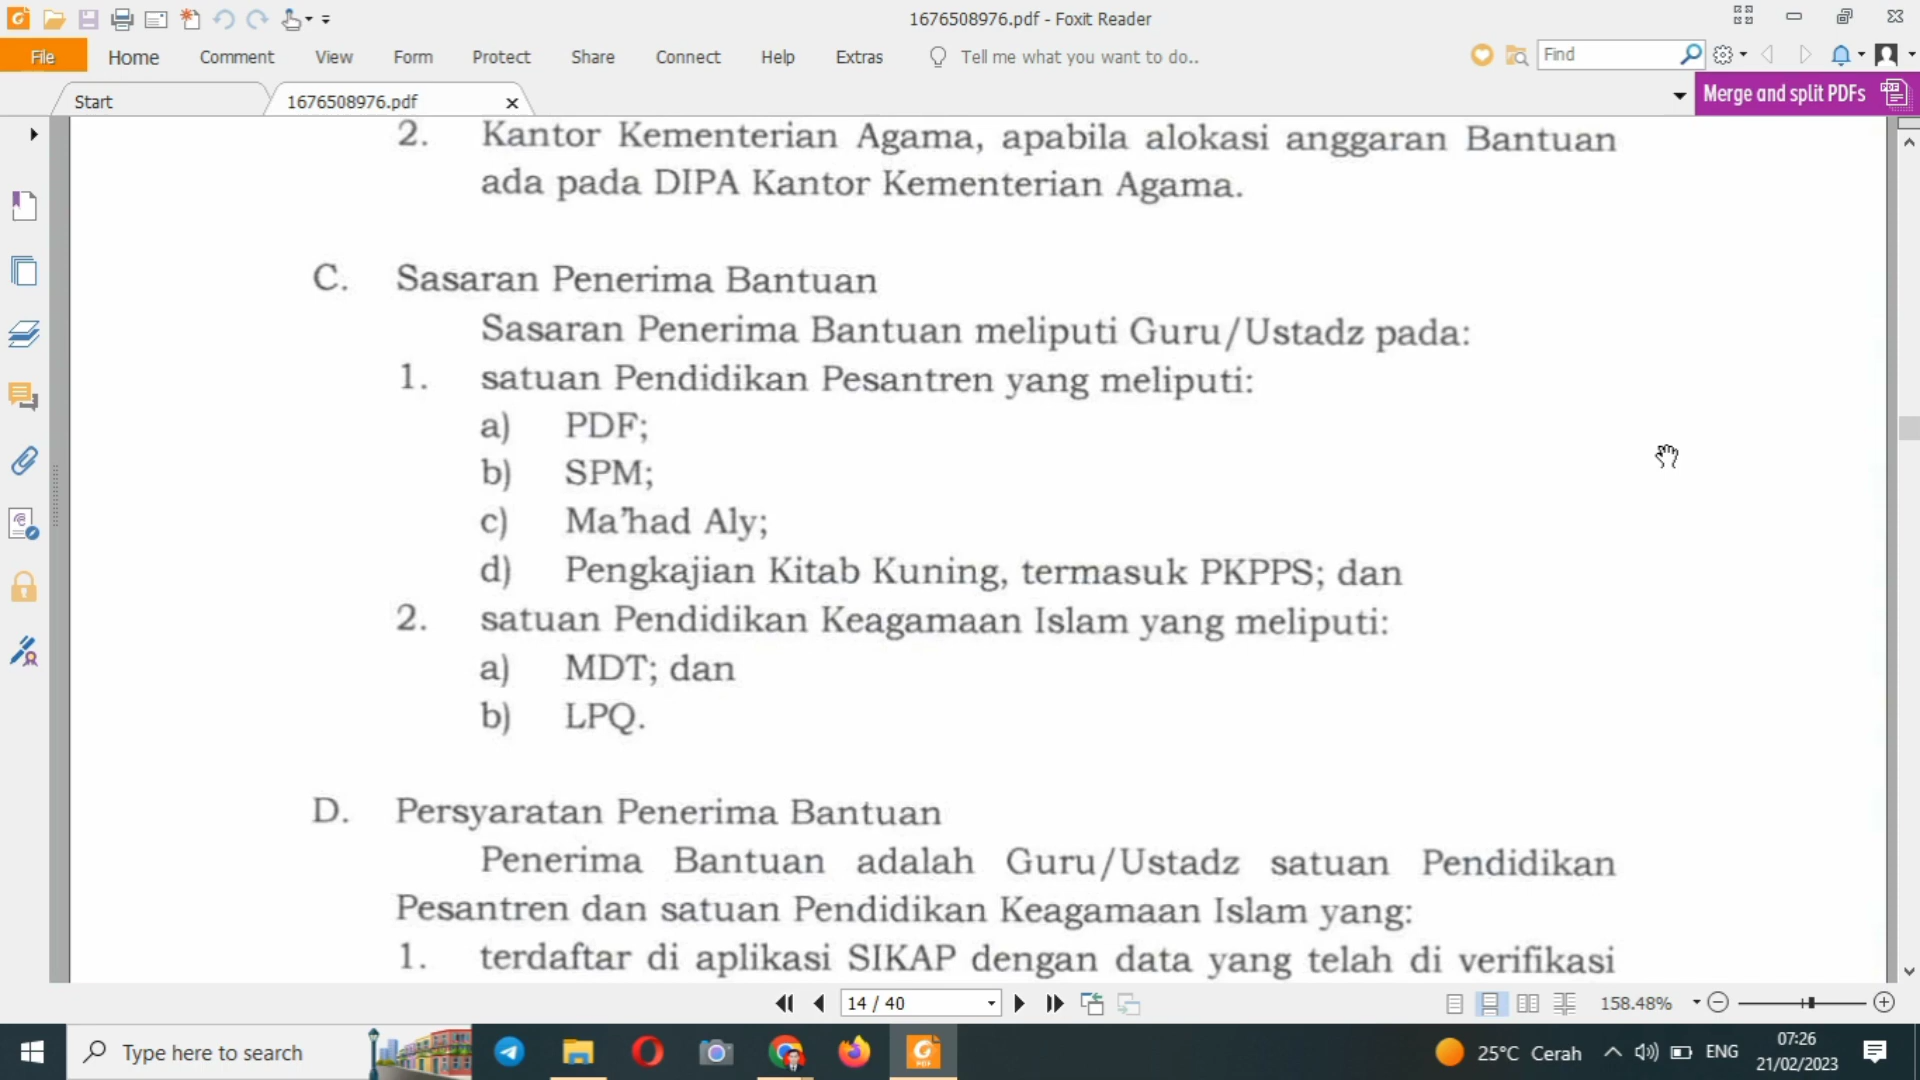 1676508976.pdf - Foxit Reader
File Home Comment View Form Protect Share Connect Help Extras Tell me what you want to do.. Find
Start 1676508976.pdf Merge and split PDFs
2. Kantor Kementerian Agama, apabila alokasi anggaran Bantuan
ada pada DIPA Kantor Kementerian Agama.
C. Sasaran Penerima Bantuan
Sasaran Penerima Bantuan meliputi Guru/Ustadz pada:
1. satuan Pendidikan Pesantren yang meliputi:
a) PDF;
b) SPM;
c) Ma'had Aly;
d) Pengkajian Kitab Kuning, termasuk PKPPS; dan
2. satuan Pendidikan Keagamaan Islam yang meliputi:
a) MDT; dan
b) LPQ.
D. Persyaratan Penerima Bantuan
Penerima Bantuan adalah Guru/Ustadz satuan Pendidikan
Pesantren dan satuan Pendidikan Keagamaan Islam yang:
1. terdaftar di aplikasi SIKAP dengan data yang telah di verifikasi
14 / 40 158.48%
Type here to search 25°C Cerah ENG 07:26
21/02/2023